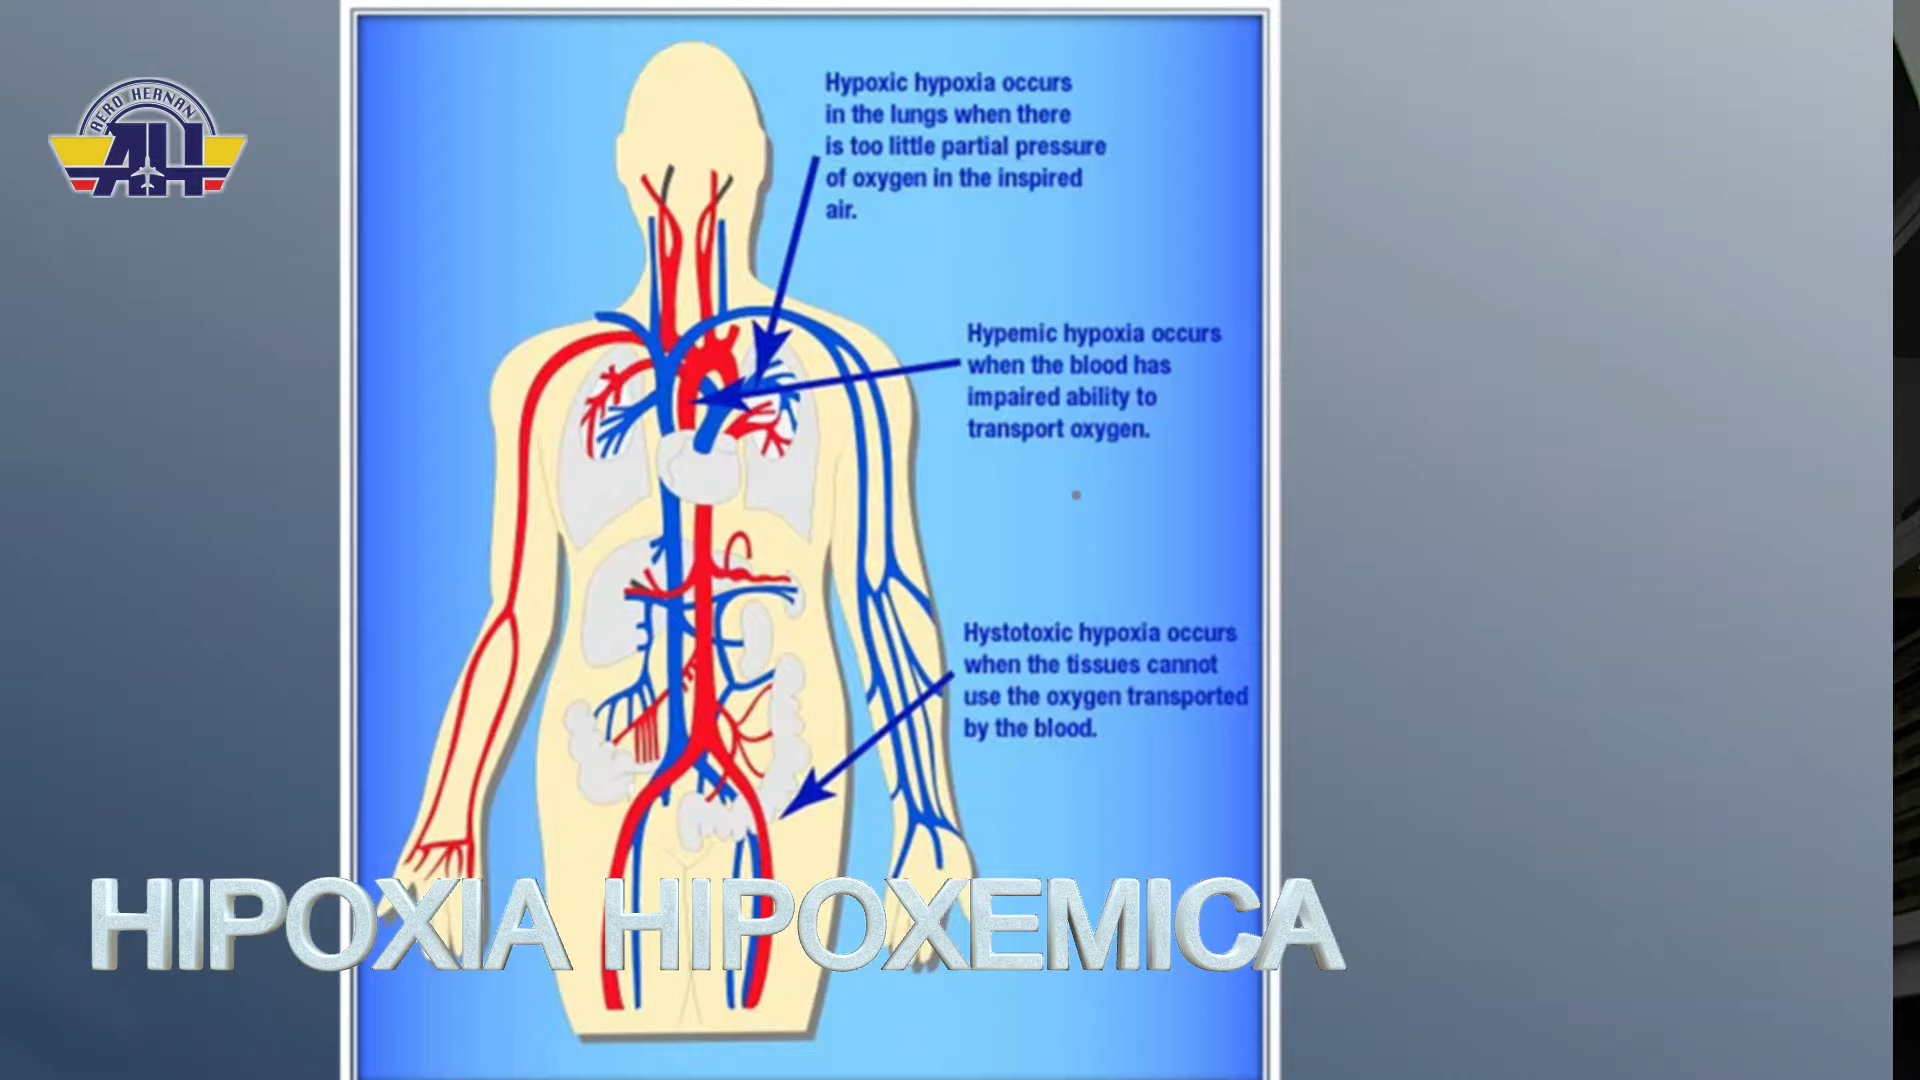 AERO HERNAN
AH
Hypoxic hypoxia occurs
in the lungs when there
is too little partial pressure
of oxygen in the inspired
air.
Hypemic hypoxia occurs
when the blood has
impaired ability to
transport oxygen.
Hystotoxic hypoxia occurs
when the tissues cannot
use the oxygen transported
by the blood.
HIPOXIA HIPOXEMICA